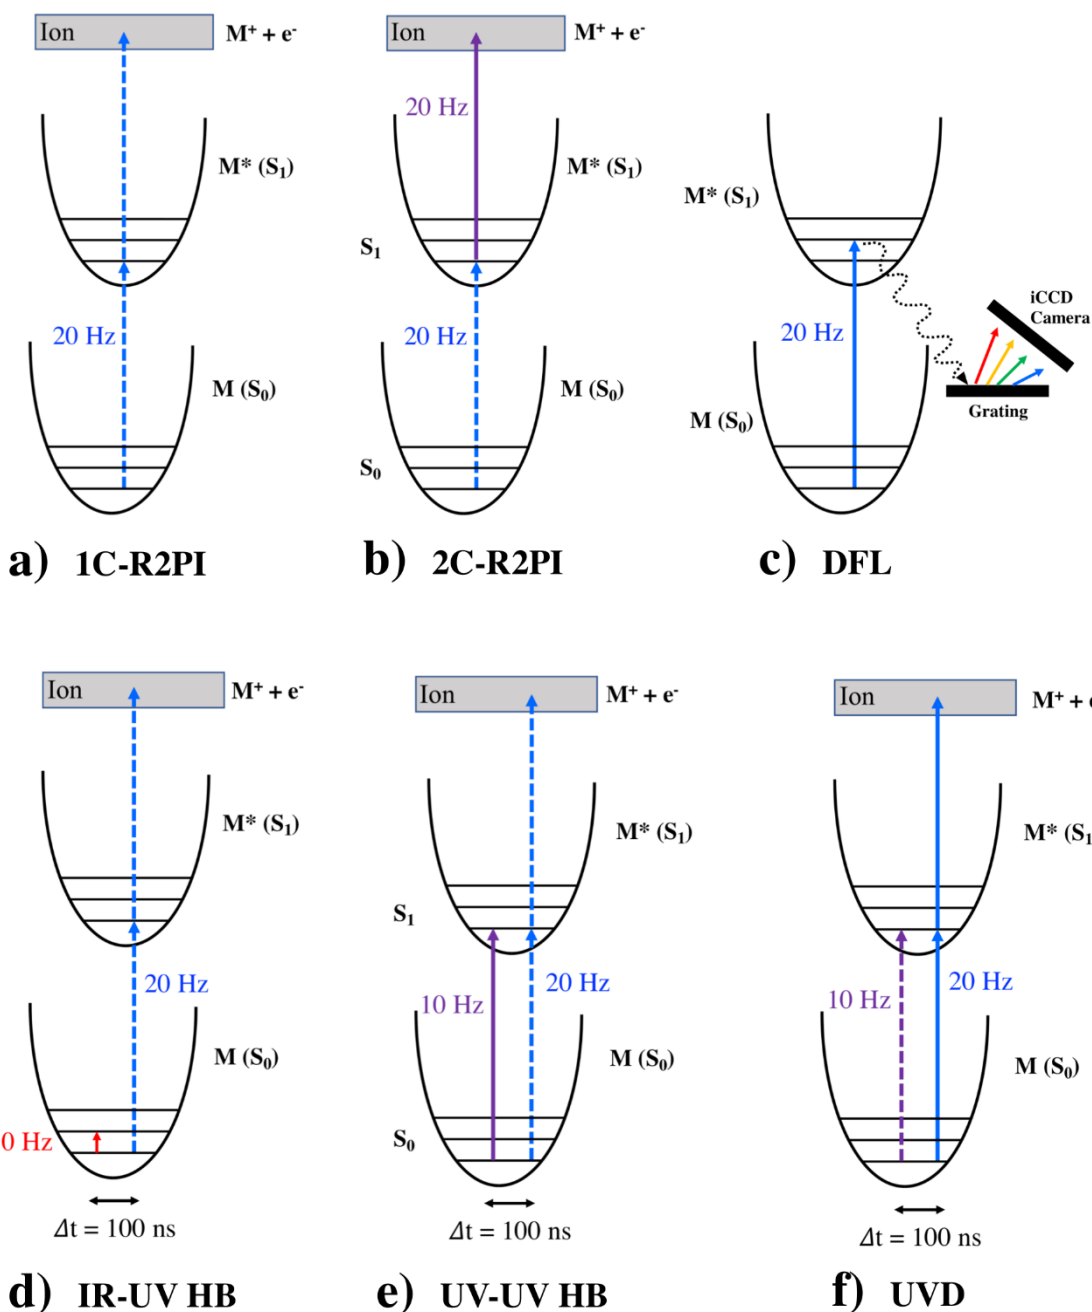 Ion M⁺ + e⁻
M* (S₁)
20 Hz
M (S₀)
a) 1C-R2PI
Ion M⁺ + e⁻
20 Hz
M* (S₁)
S₁
20 Hz
M (S₀)
S₀
b) 2C-R2PI
M* (S₁)
iCCD
Camera
20 Hz
Grating
M (S₀)
c) DFL
Ion M⁺ + e⁻
M* (S₁)
20 Hz
M (S₀)
0 Hz
Δt = 100 ns
d) IR-UV HB
Ion M⁺ + e⁻
M* (S₁)
S₁
10 Hz
20 Hz
M (S₀)
S₀
Δt = 100 ns
e) UV-UV HB
Ion M⁺ + e
M* (S₁
10 Hz
20 Hz
M (S₀)
Δt = 100 ns
f) UVD